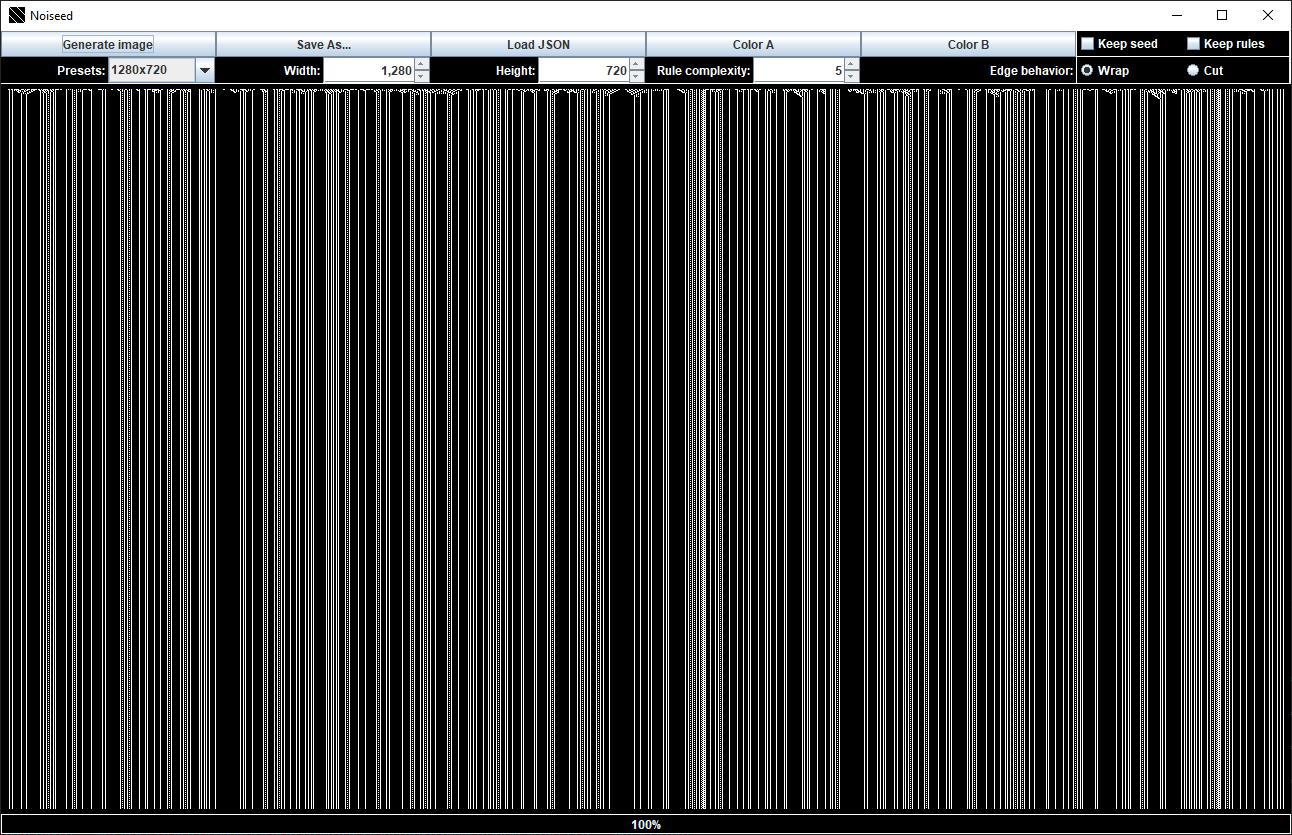 Noiseed
Generate image Save As... Load JSON Color A Color B Keep seed Keep rules
Presets: 1280x720 Width: 1,280 Height: 720 Rule complexity: 5 Edge behavior: Wrap Cut
100%